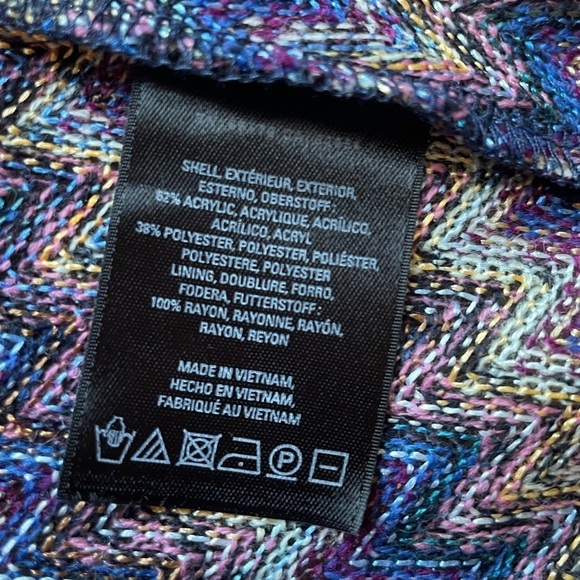 SHELL, EXTÉRIEUR, EXTERIOR,
ESTERNO, OBERSTOFF:
62% ACRYLIC, ACRYLIQUE, ACRÍLICO,
ACRÍLICO, ACRYL
38% POLYESTER, POLYESTER, POLIÉSTER,
POLYESTERE, POLYESTER
LINING, DOUBLURE, FORRO,
FODERA, FUTTERSTOFF:
100% RAYON, RAYONNE, RAYÓN,
RAYON, REYON
MADE IN VIETNAM,
HECHO EN VIETNAM,
FABRIQUÉ AU VIETNAM
P